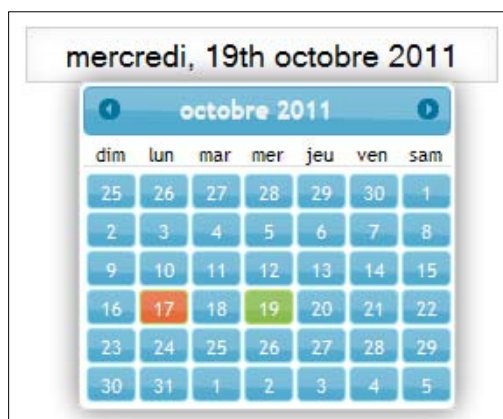 mercredi, 19th octobre 2011
octobre 2011
dim lun mar mer jeu ven sam
25 26 27 28 29 30 1
2 3 4 5 6 7 8
9 10 11 12 13 14 15
16 17 18 19 20 21 22
23 24 25 26 27 28 29
30 31 1 2 3 4 5